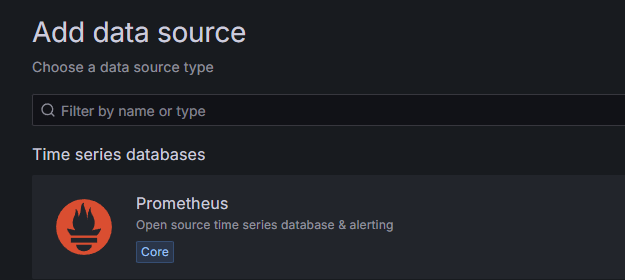 Add data source
Choose a data source type
Filter by name or type
Time series databases
Prometheus
Open source time series database & alerting
Core